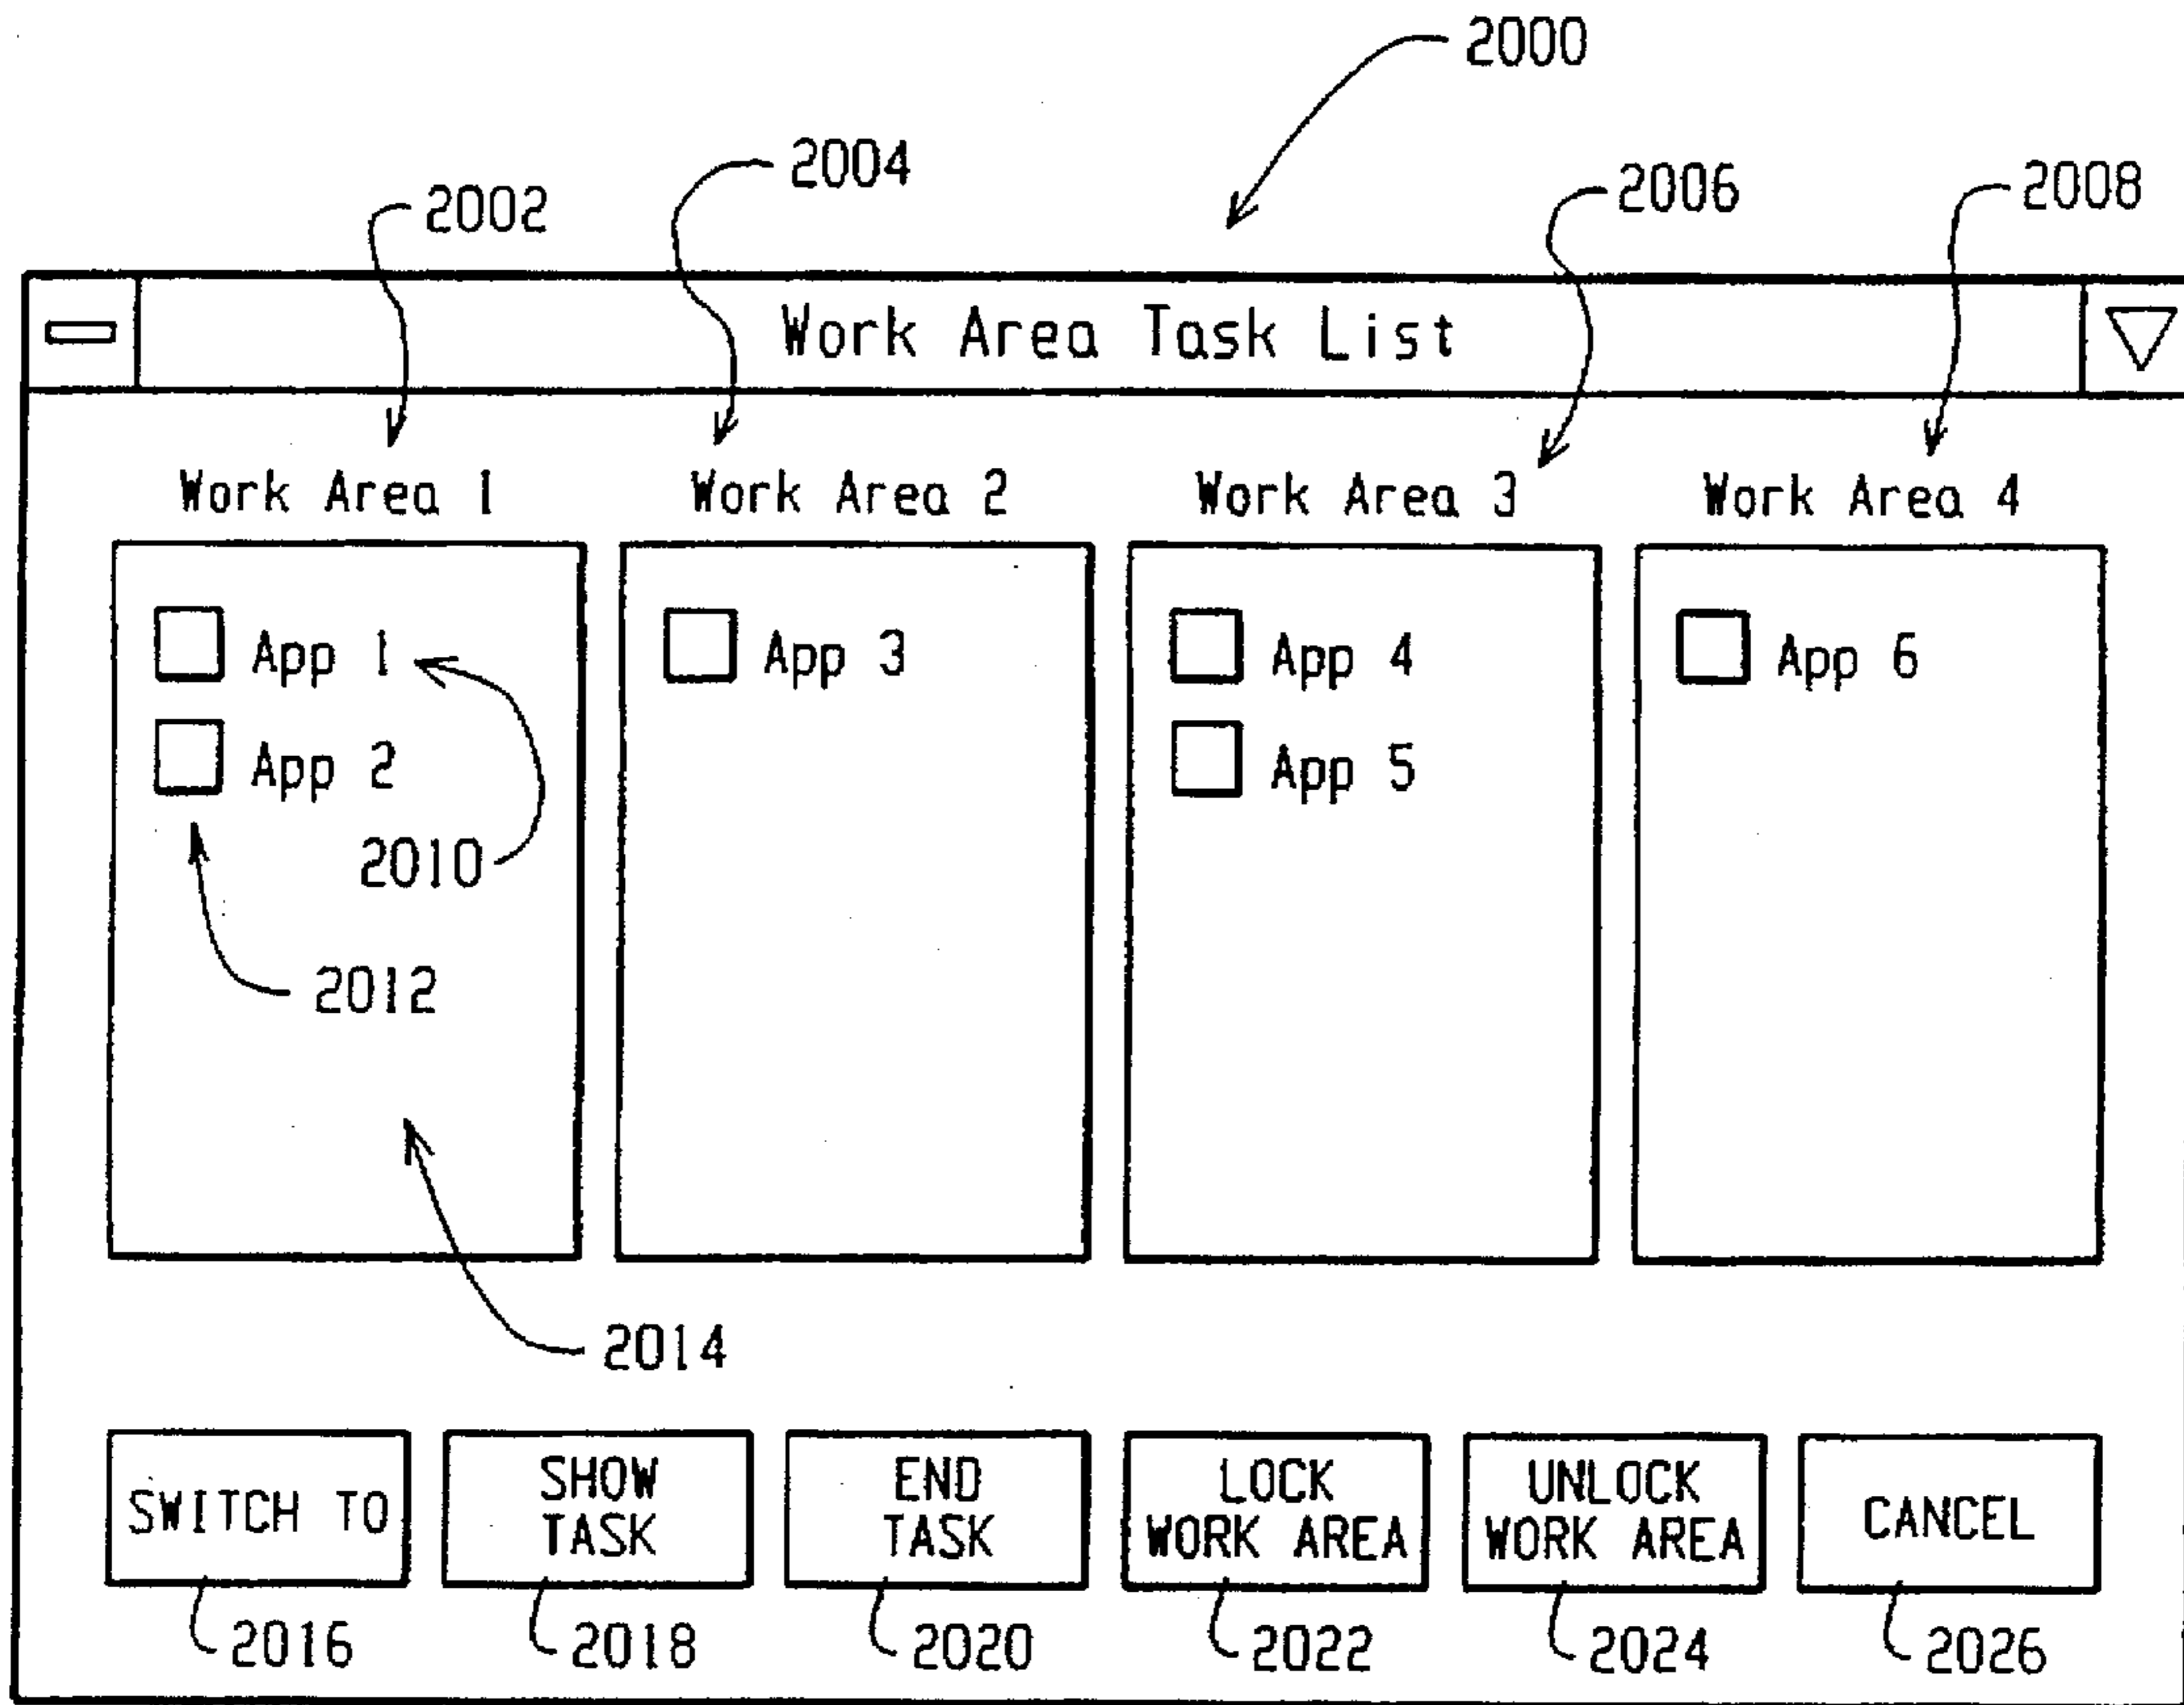 2000
2004
2002
2006
2008
Work Area Task List
Work Area 1
Work Area 2
Work Area 3
Work Area 4
App 1
App 3
App 4
App 6
App 2
App 5
2010
2012
2014
SWITCH TO
SHOW
TASK
END
TASK
LOCK
WORK AREA
UNLOCK
WORK AREA
CANCEL
2016
2018
2020
2022
2024
2026